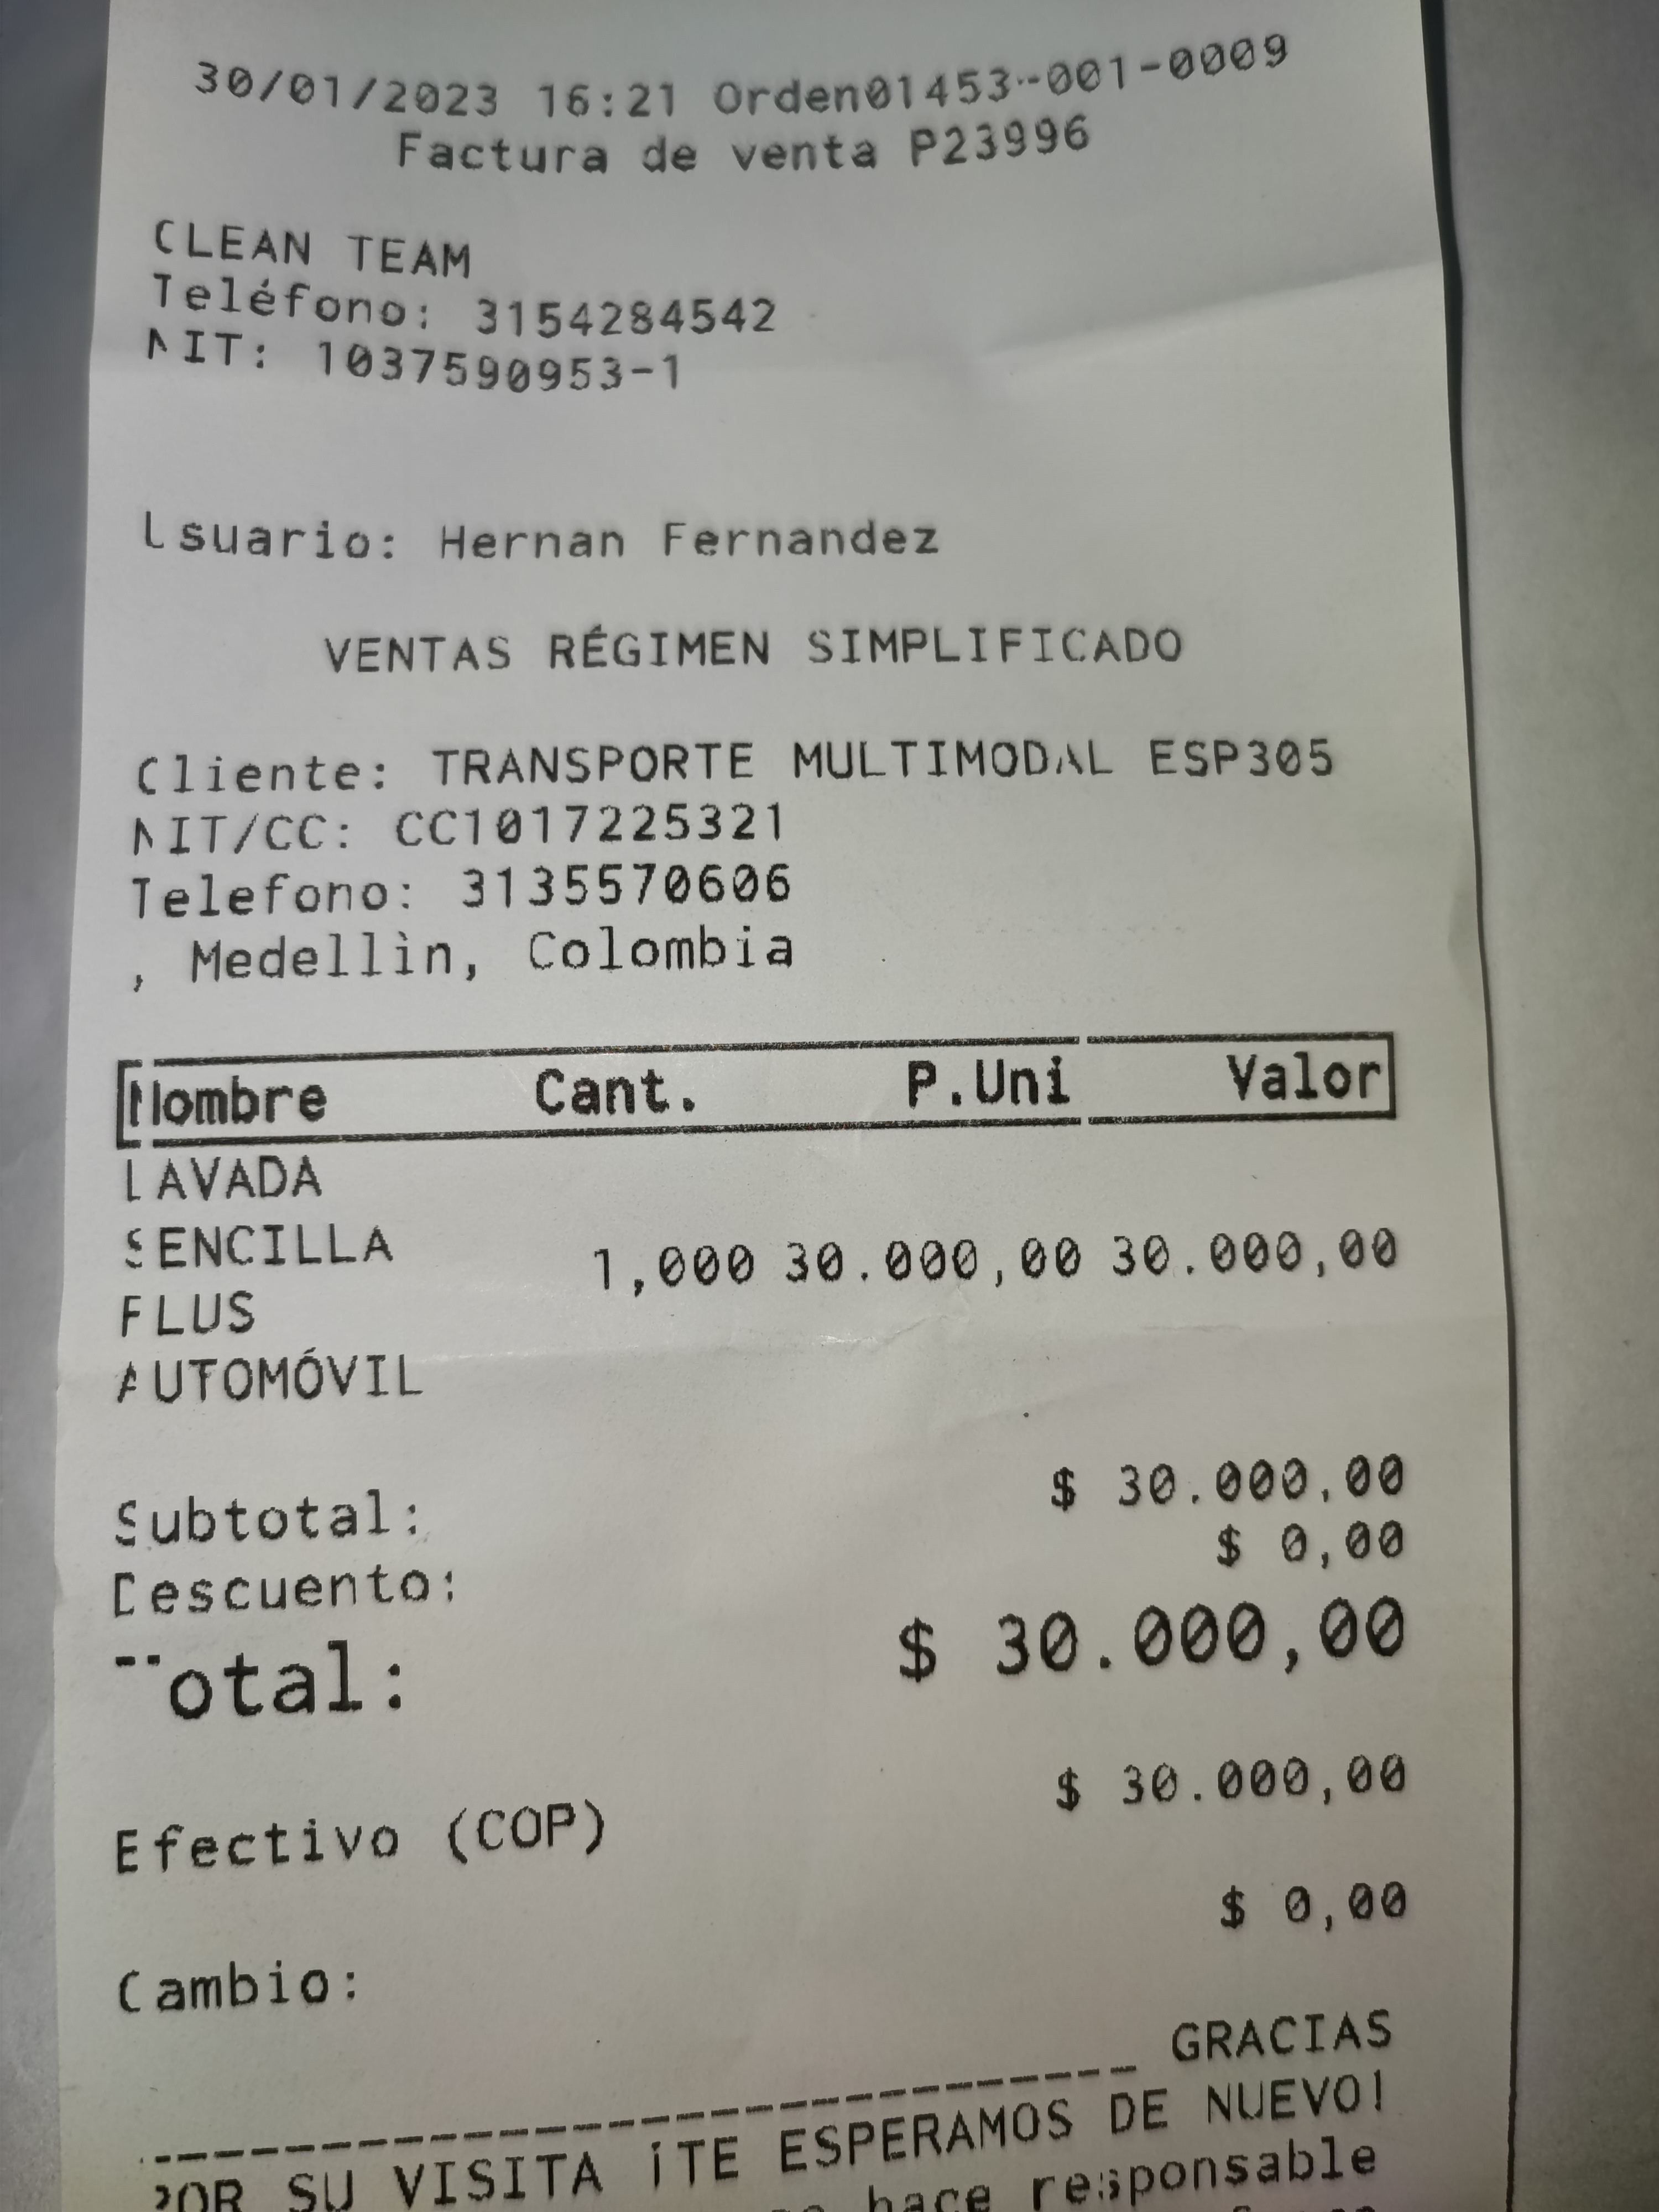 30/01/2023 16:21 Orden01453-001-0009
Factura de venta P23996
CLEAN TEAM
Teléfono: 3154284542
NIT: 1037590953-1
Usuario: Hernan Fernandez
VENTAS RÉGIMEN SIMPLIFICADO
Cliente: TRANSPORTE MULTIMODAL ESP305
NIT/CC: CC1017225321
Telefono: 3135570606
, Medellìn, Colombia
Nombre Cant. P.Uni Valor
LAVADA
SENCILLA 1,000 30.000,00 30.000,00
PLUS
AUTOMÓVIL
Subtotal: $ 30.000,00
Descuento: $ 0,00
Total: $ 30.000,00
Efectivo (COP) $ 30.000,00
Cambio: $ 0,00
GRACIAS
POR SU VISITA ¡TE ESPERAMOS DE NUEVO!
hace responsable